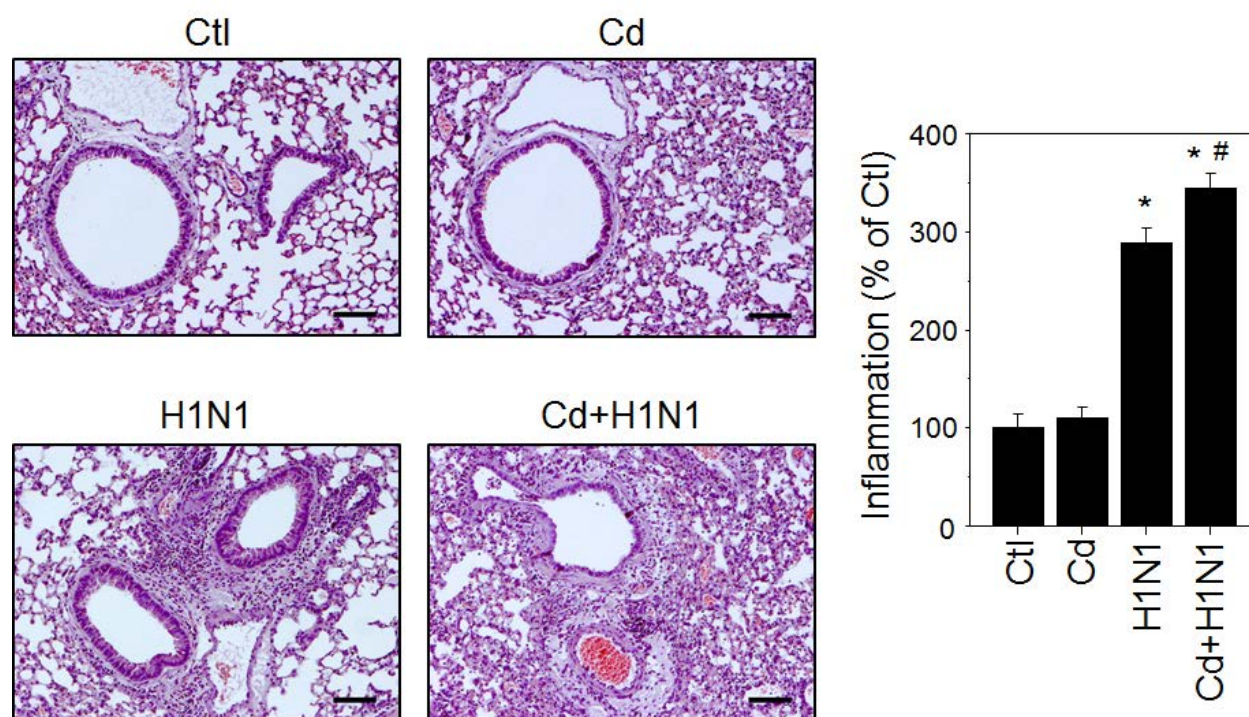 Ctl
Cd
H1N1
Cd+H1N1
Inflammation (% of Ctl)
400
300
200
100
0
*
* #
Ctl
Cd
H1N1
Cd+H1N1